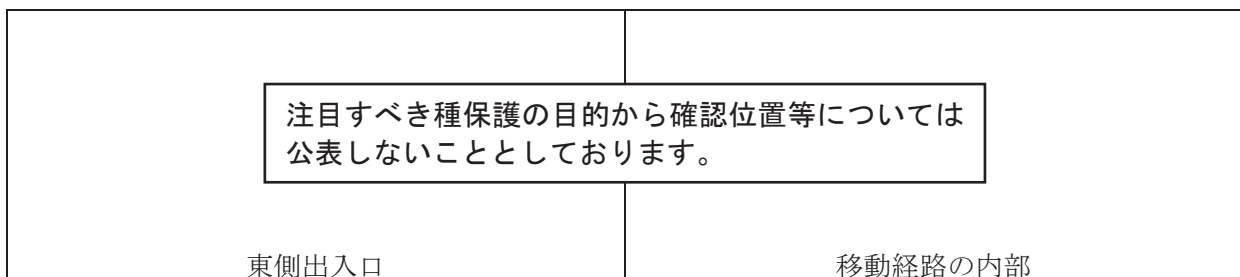 注目すべき種保護の目的から確認位置等については
公表しないこととしております。
東側出入口
移動経路の内部